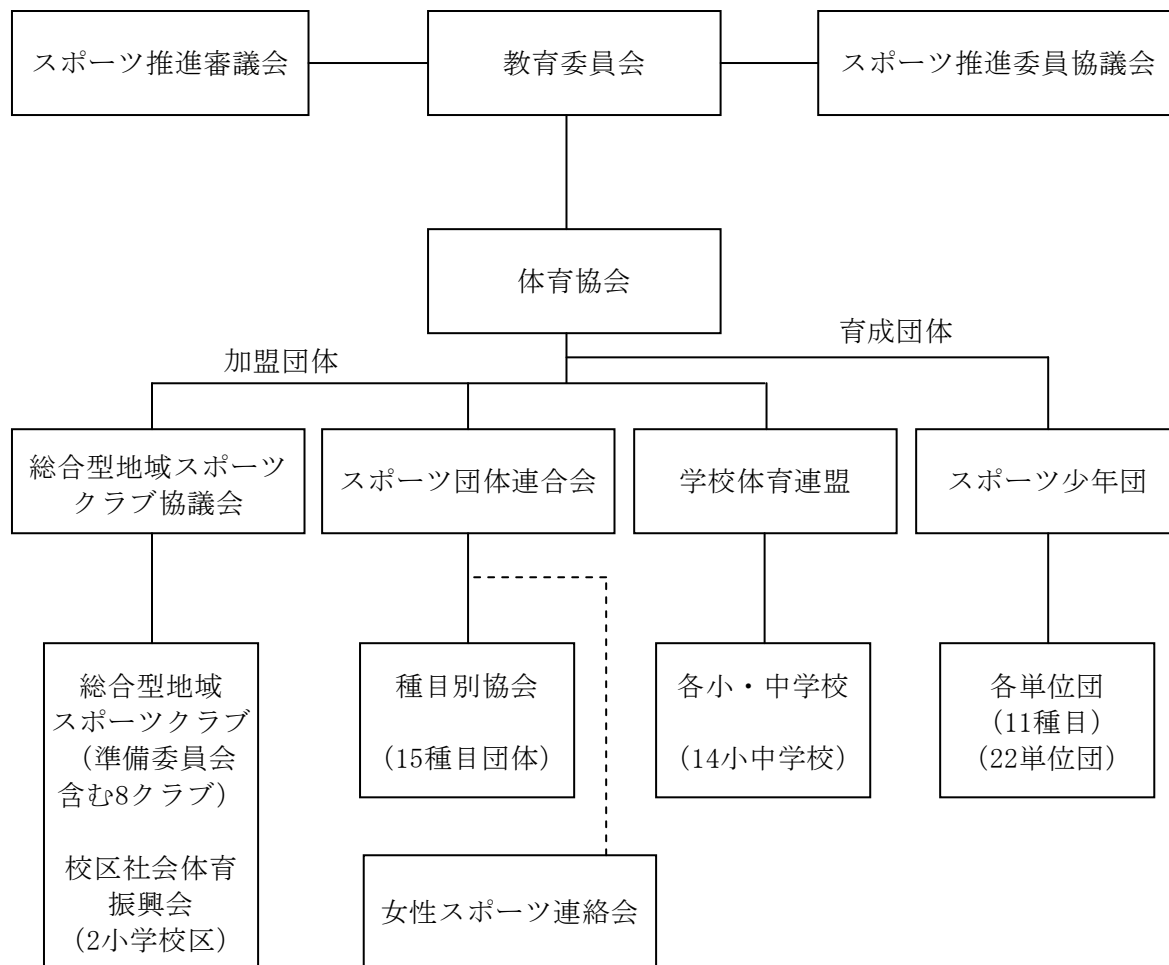 スポーツ推進審議会
教育委員会
スポーツ推進委員協議会
体育協会
育成団体
加盟団体
総合型地域スポーツ
クラブ協議会
スポーツ団体連合会
学校体育連盟
スポーツ少年団
総合型地域
スポーツクラブ
（準備委員会
含む8クラブ）
校区社会体育
振興会
（2小学校区）
種目別協会
（15種目団体）
各小・中学校
（14小中学校）
各単位団
（11種目）
（22単位団）
女性スポーツ連絡会